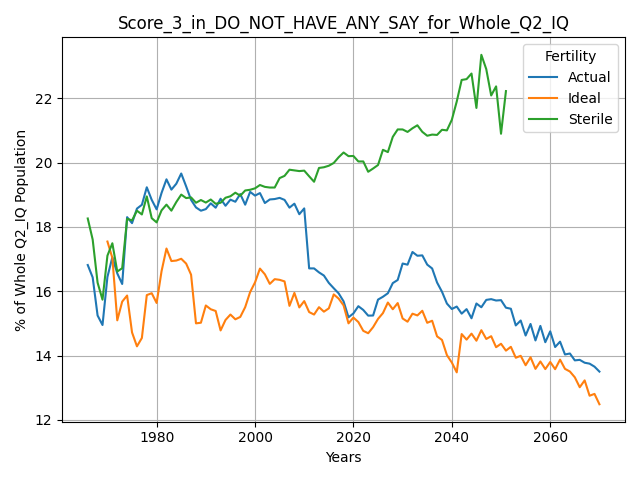 Score_3_in_DO_NOT_HAVE_ANY_SAY_for_Whole_Q2_IQ
Fertility
Actual
Ideal
Sterile
% of Whole Q2_IQ Population
22
20
18
16
14
12
1980
2000
2020
2040
2060
Years